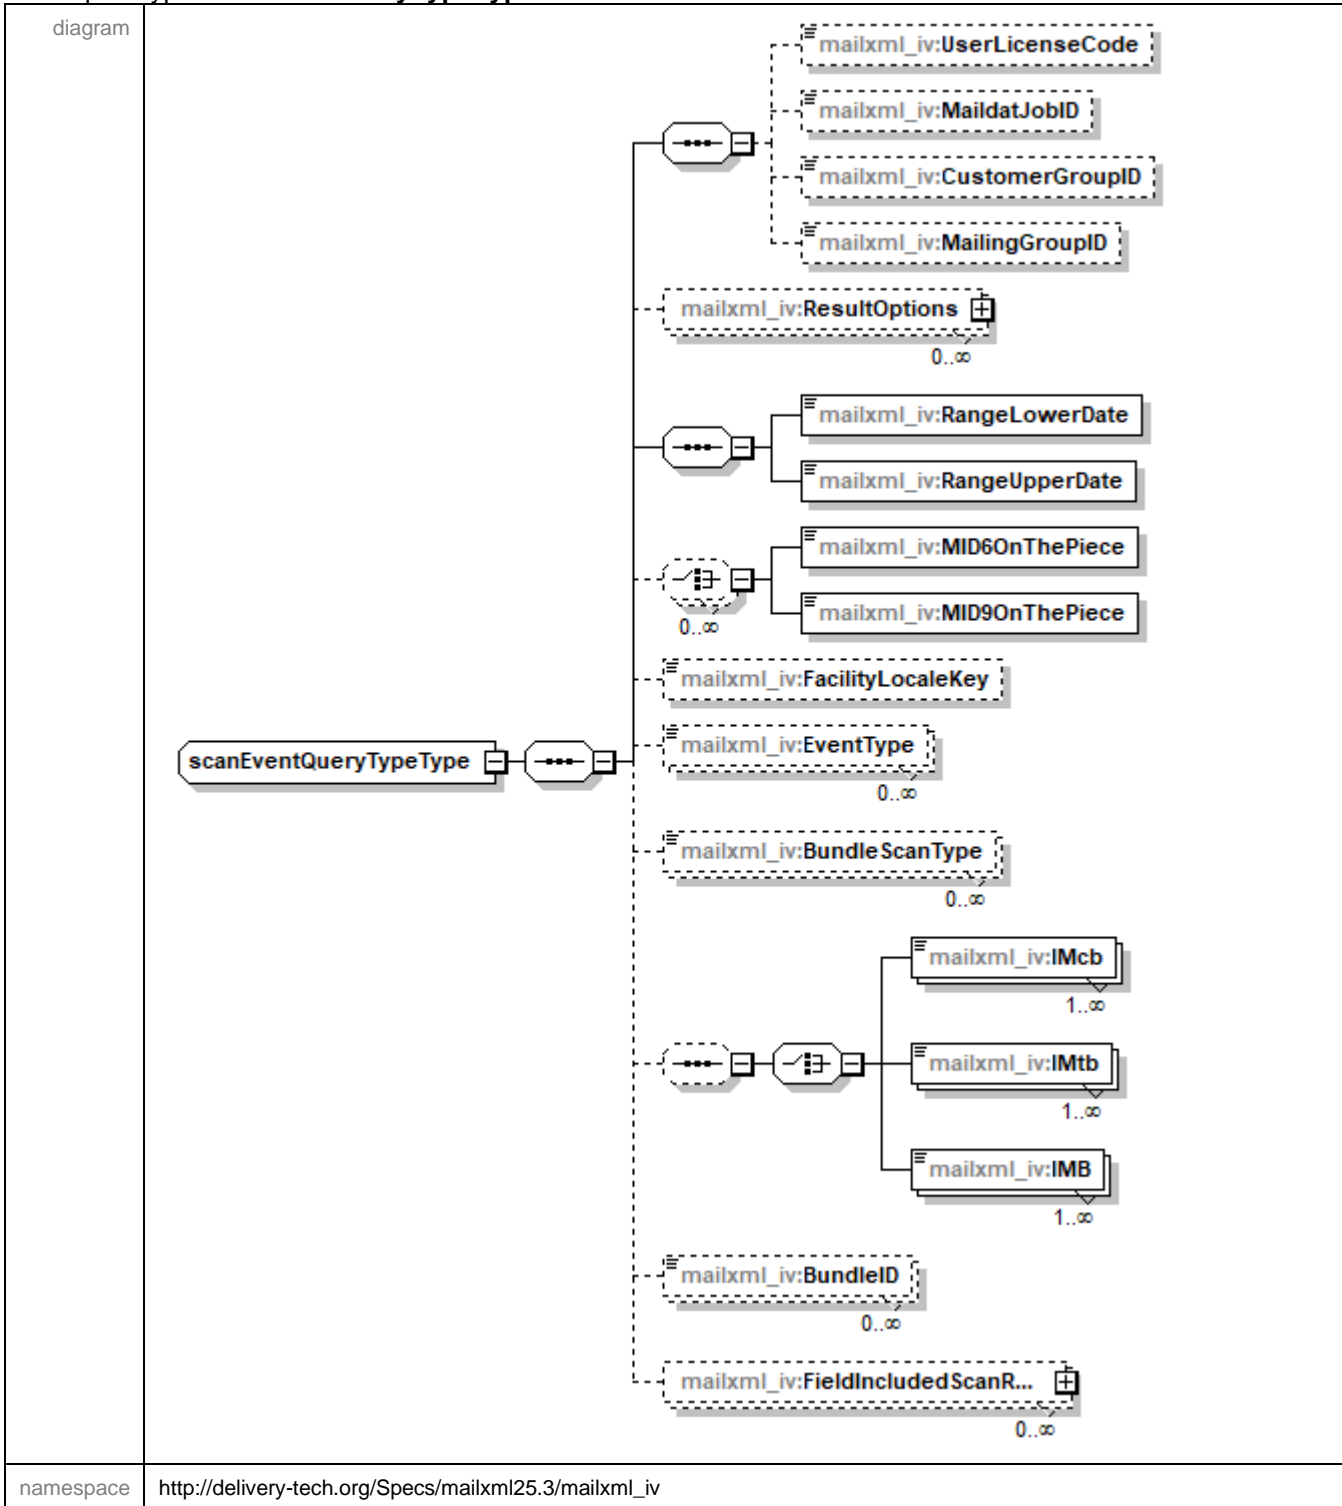 diagram
mailxml_iv:UserLicenseCode
mailxml_iv:MaildatJobID
mailxml_iv:CustomerGroupID
mailxml_iv:MailingGroupID
mailxml_iv:ResultOptions
0..∞
mailxml_iv:RangeLowerDate
mailxml_iv:RangeUpperDate
mailxml_iv:MID6OnThePiece
0..∞
mailxml_iv:MID9OnThePiece
mailxml_iv:FacilityLocaleKey
mailxml_iv:EventType
0..∞
scanEventQueryTypeType
mailxml_iv:BundleScanType
0..∞
mailxml_iv:IMcb
1..∞
mailxml_iv:IMtb
1..∞
mailxml_iv:IMB
1..∞
mailxml_iv:BundleID
0..∞
mailxml_iv:FieldIncludedScanR...
0..∞
namespace http://delivery-tech.org/Specs/mailxml25.3/mailxml_iv